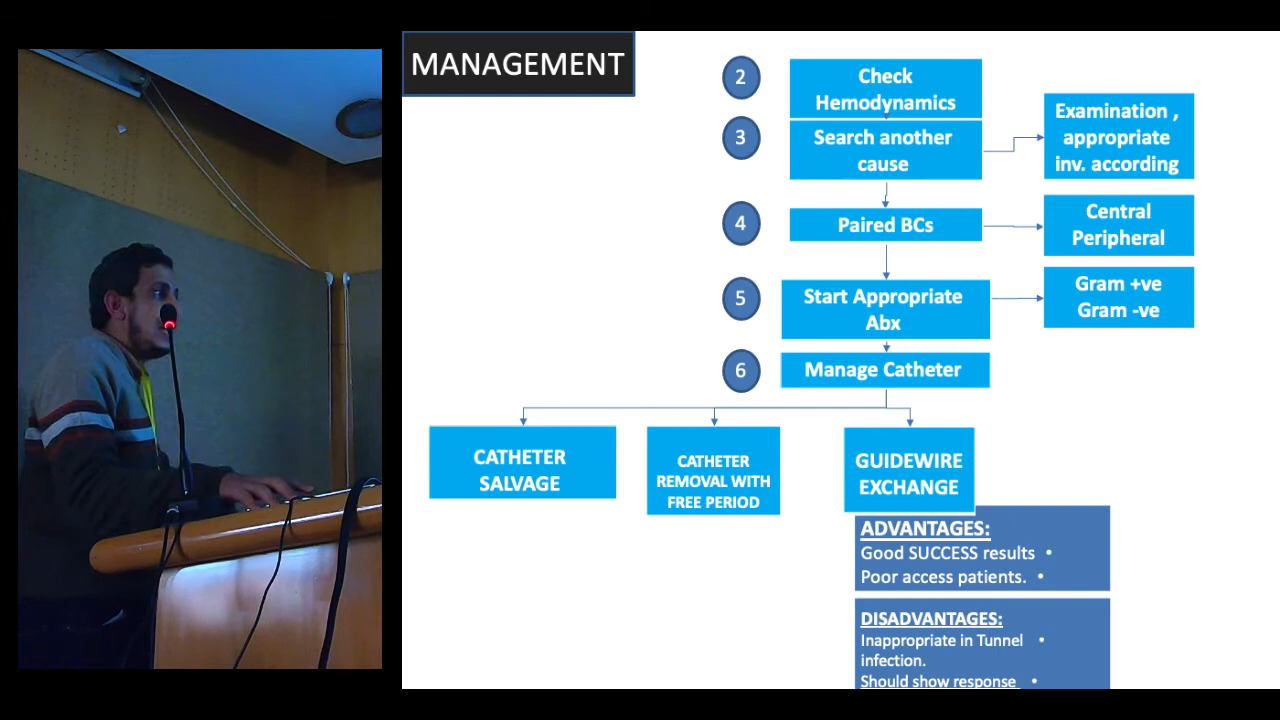 MANAGEMENT
2
Check
Hemodynamics
3
Search another
cause
Examination ,
appropriate
inv. according
4
Paired BCs
Central
Peripheral
5
Start Appropriate
Abx
Gram +ve
Gram -ve
6
Manage Catheter
CATHETER
SALVAGE
CATHETER
REMOVAL WITH
FREE PERIOD
GUIDEWIRE
EXCHANGE
ADVANTAGES:
Good SUCCESS results •
Poor access patients. •
DISADVANTAGES:
Inappropriate in Tunnel •
infection.
Should show response •